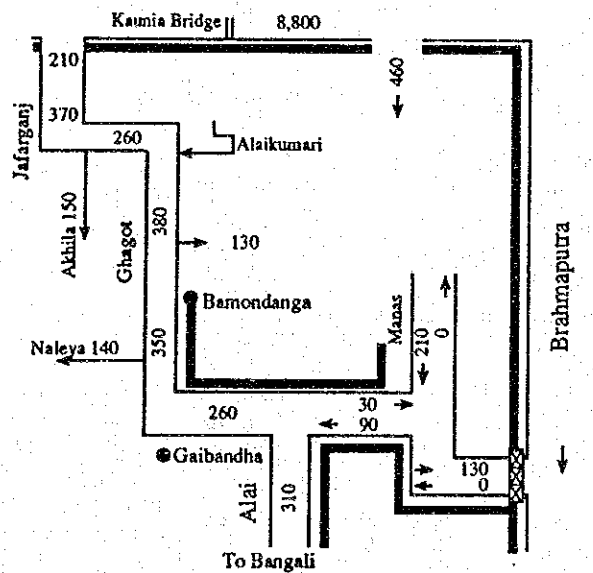 Kaunia Bridge 8,800
210
460
370
260
Jafarganj
Alaikumari
Akhila 150
Ghagot
380
130
Bamondanga
Manas
Brahmaputra
Naleya 140
350
210
0
260
30
90
Gaibandha
130
0
Alai
310
To Bangali